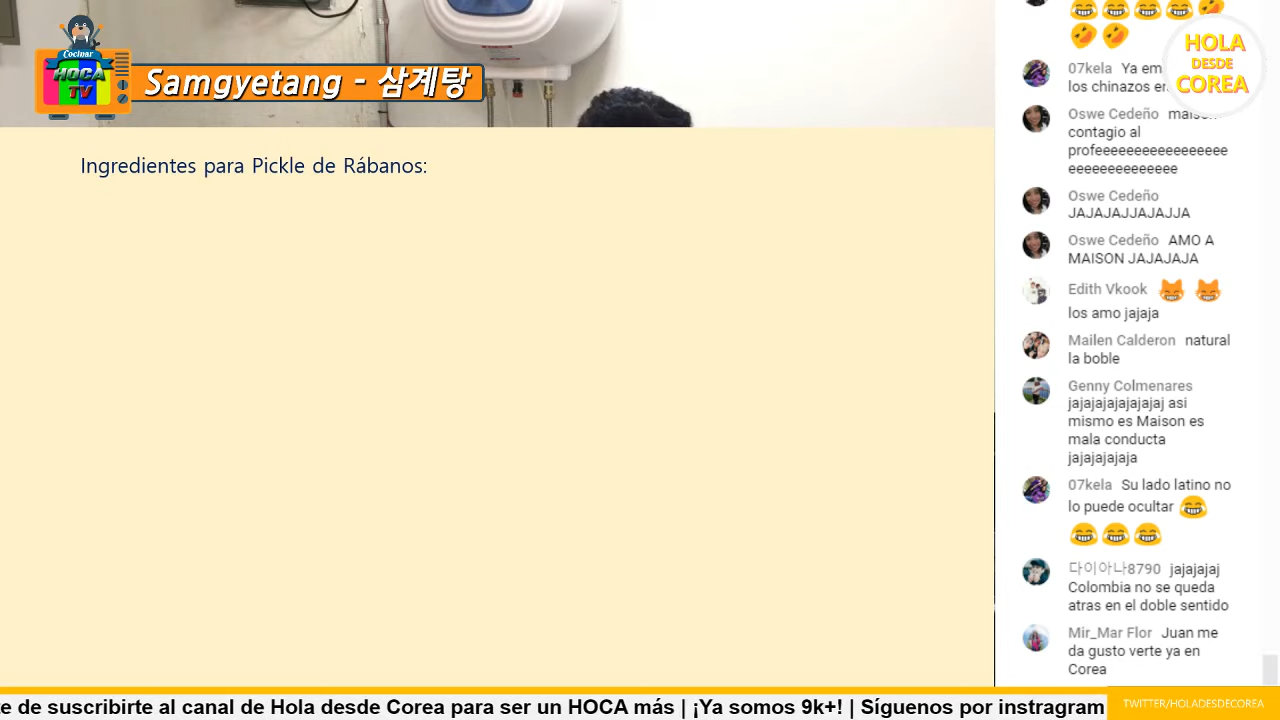 Cocinar
HOCA
TV
Samgyetang - 삼계탕
Ingredientes para Pickle de Rábanos:
HOLA
DESDE
COREA
07kela Ya em
los chinazos er
Oswe Cedeño maison
contagio al
profeeeeeeeeeeeeeeeee
eeeeeeeeeeeeee
Oswe Cedeño
JAJAJAJJAJAJJA
Oswe Cedeño AMO A
MAISON JAJAJAJA
Edith Vkook
los amo jajaja
Mailen Calderon natural
la boble
Genny Colmenares
jajajajajajajajaj asi
mismo es Maison es
mala conducta
jajajajajaja
07kela Su lado latino no
lo puede ocultar
다이아나8790 jajajajaj
Colombia no se queda
atras en el doble sentido
Mir_Mar Flor Juan me
da gusto verte ya en
Corea
e de suscribirte al canal de Hola desde Corea para ser un HOCA más | ¡Ya somos 9k+! | Síguenos por instragram
TWITTER/HOLADESDECOREA